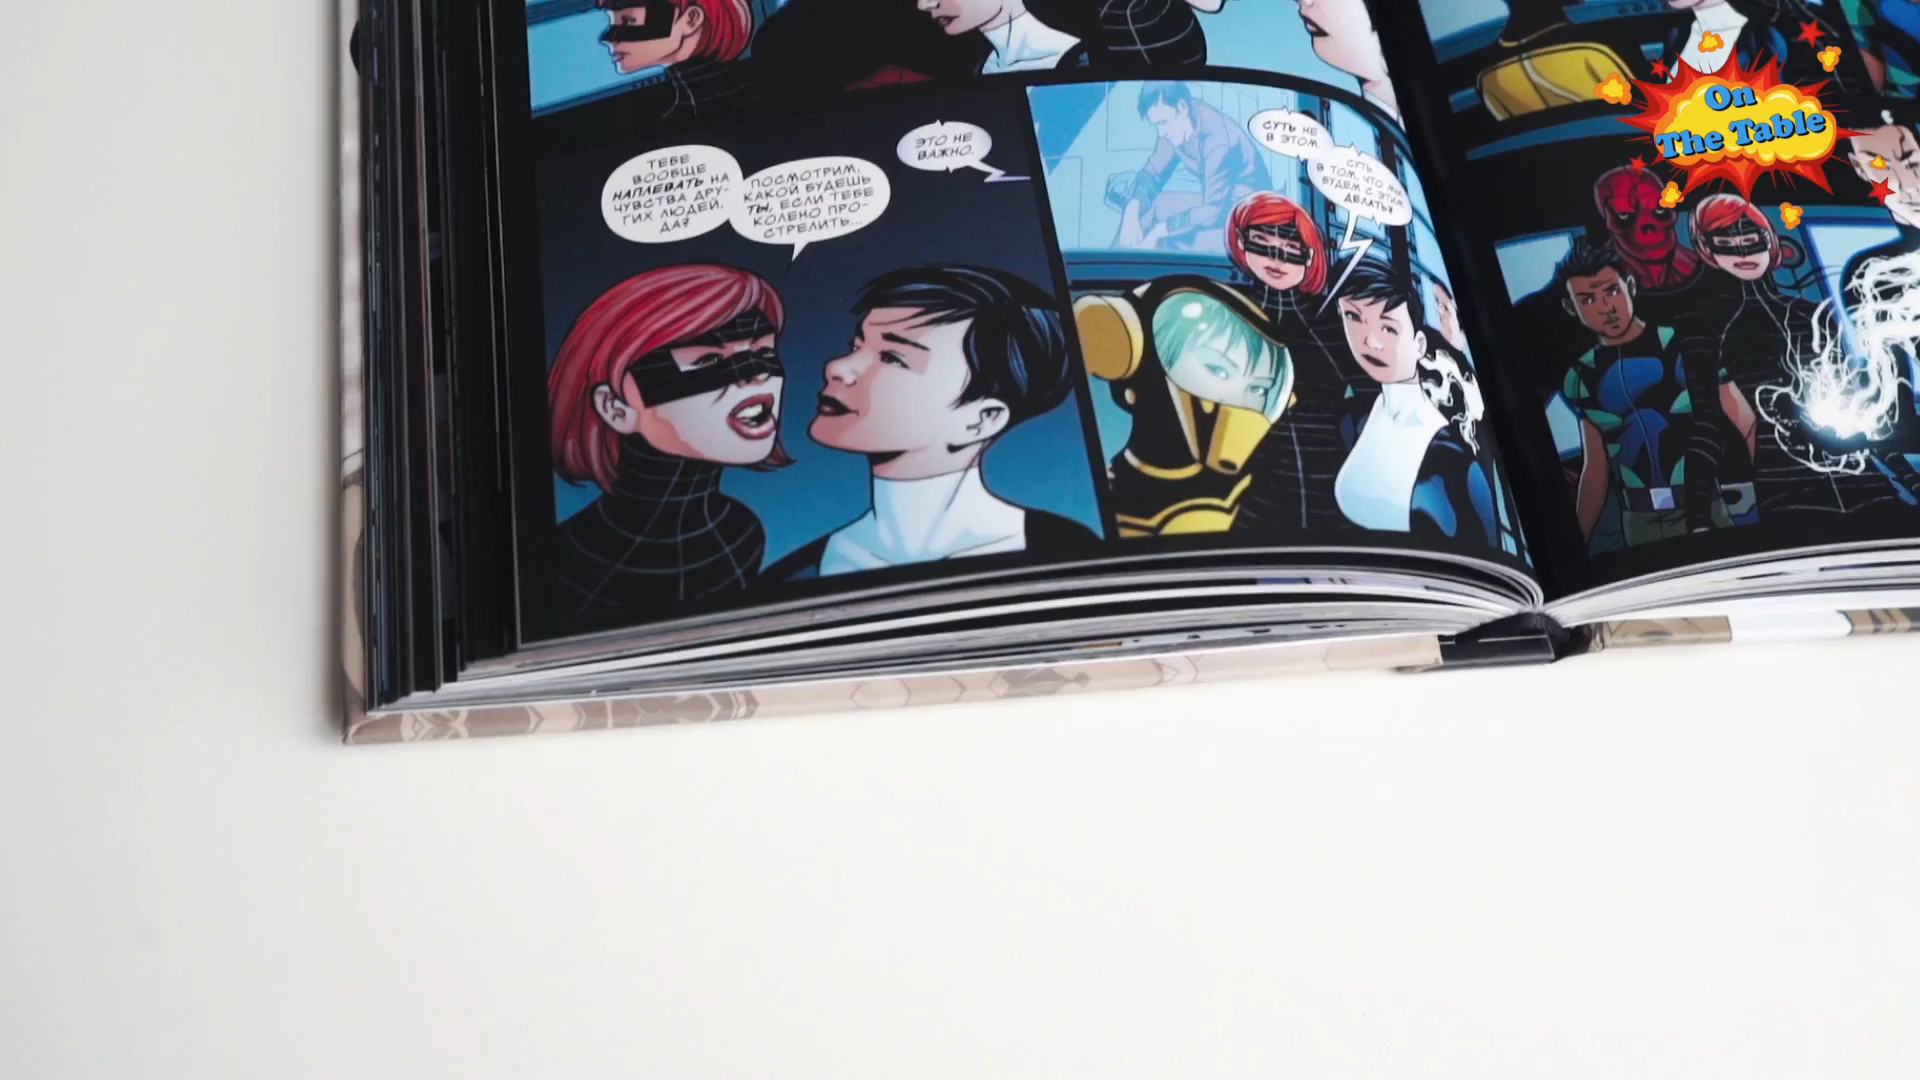 ТЕБЕ
ВООБЩЕ
НАПЛЕВАТЬ НА
ЧУВСТВА ДРУ-
ГИХ ЛЮДЕЙ,
ДА?
ПОСМОТРИМ,
КАКОЙ БУДЕШЬ
ТЫ, ЕСЛИ ТЕБЕ
КОЛЕНО ПРО-
СТРЕЛИТЬ...
ЭТО НЕ
ВАЖНО.
СУТЬ НЕ
В ЭТОМ.
СУТЬ
В ТОМ, ЧТО МЫ
БУДЕМ С ЭТИМ
ДЕЛАТЬ?
On
The Table